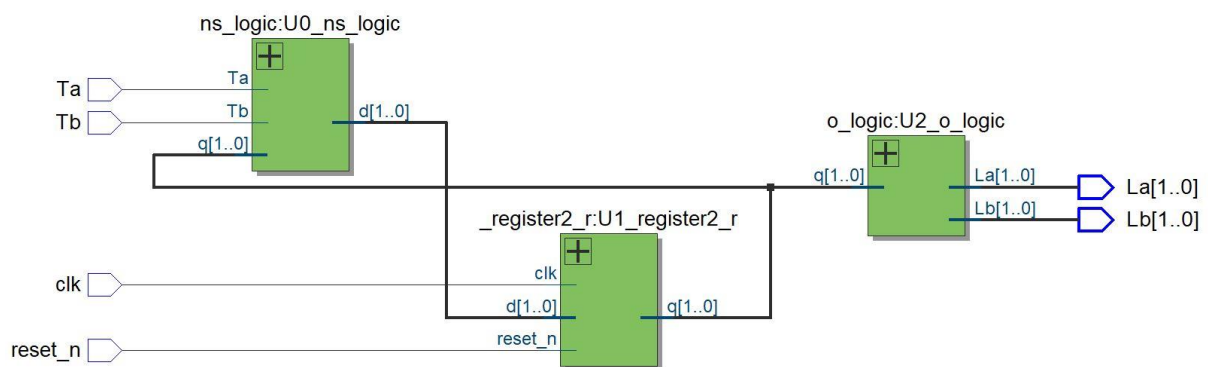 ns_logic:U0_ns_logic
Ta
Tb
Ta
Tb
q[1..0]
d[1..0]
o_logic:U2_o_logic
q[1..0]
La[1..0]
Lb[1..0]
La[1..0]
Lb[1..0]
_register2_r:U1_register2_r
clk
reset_n
clk
d[1..0]
reset_n
q[1..0]